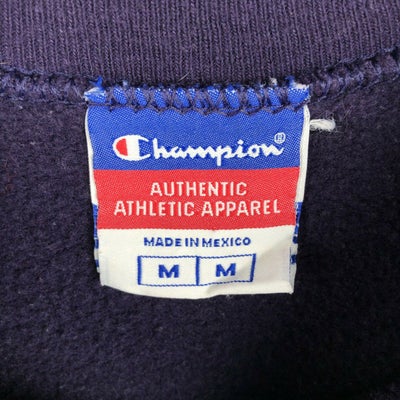 Champion®
AUTHENTIC
ATHLETIC APPAREL
MADE IN MEXICO
M M